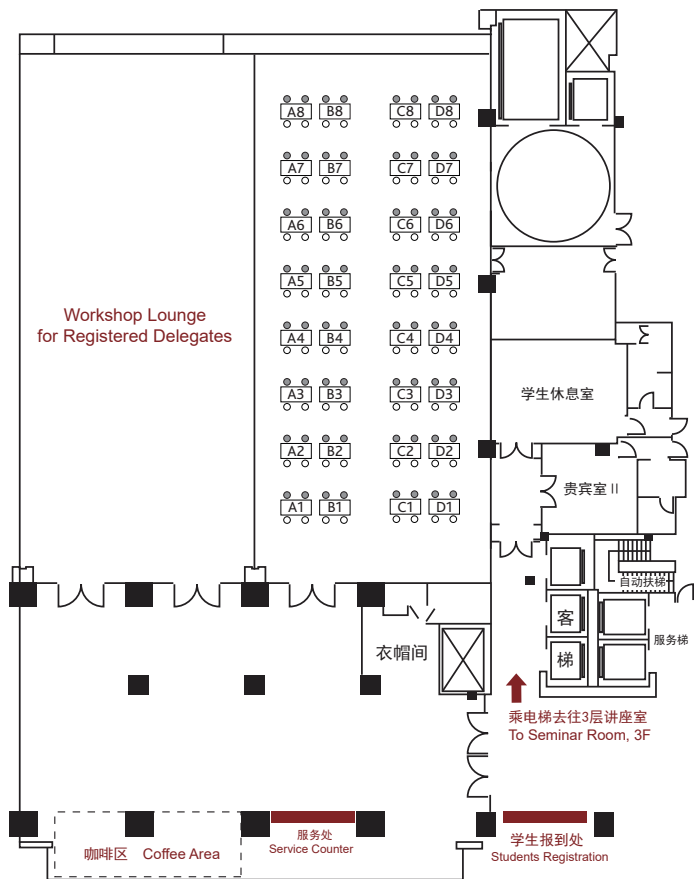 A8 B8 C8 D8
A7 B7 C7 D7
A6 B6 C6 D6
A5 B5 C5 D5
Workshop Lounge
for Registered Delegates
A4 B4 C4 D4
A3 B3 C3 D3
学生休息室
A2 B2 C2 D2
贵宾室 II
A1 B1 C1 D1
自动扶梯
客
梯
服务梯
衣帽间
乘电梯去往3层讲座室
To Seminar Room, 3F
咖啡区 Coffee Area
服务处
Service Counter
学生报到处
Students Registration